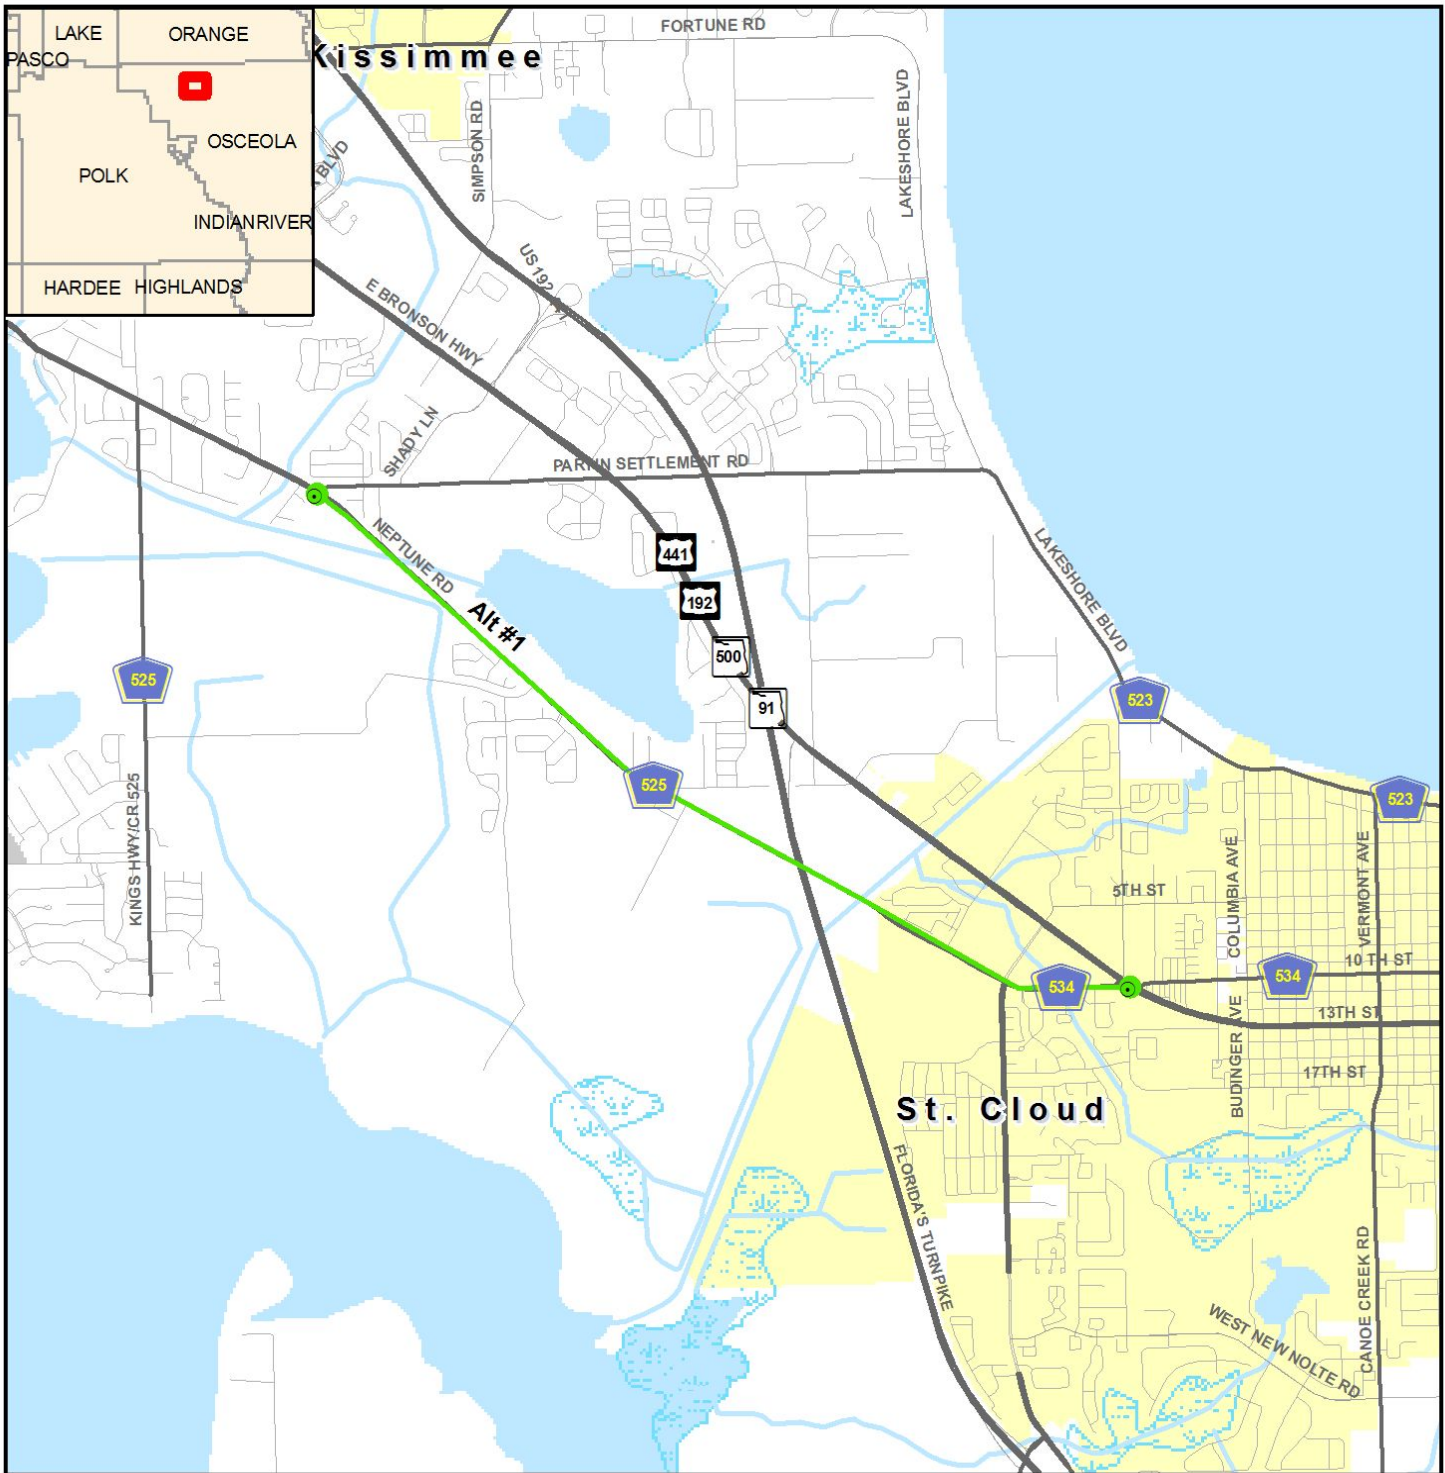 LAKE
ORANGE
PASCO
OSCEOLA
POLK
INDIANRIVER
HARDEE
HIGHLANDS
Kissimmee
FORTUNE RD
SIMPSON RD
LAKESHORE BLVD
BLVD
US 192
E BRONSON HWY
SHADY LN
SETTLEMENT RD
NEPTUNE RD
Alt #1
441
192
500
91
LAKESHORE BLVD
525
523
525
523
KINGS HWY/CR 525
5TH ST
COLUMBIA AVE
VERMONT AVE
10 TH ST
534
534
13TH ST
BUDINGER AVE
17TH ST
St. Cloud
FLORIDA'S TURNPIKE
WEST NEW NOLTE RD
CANOE CREEK RD